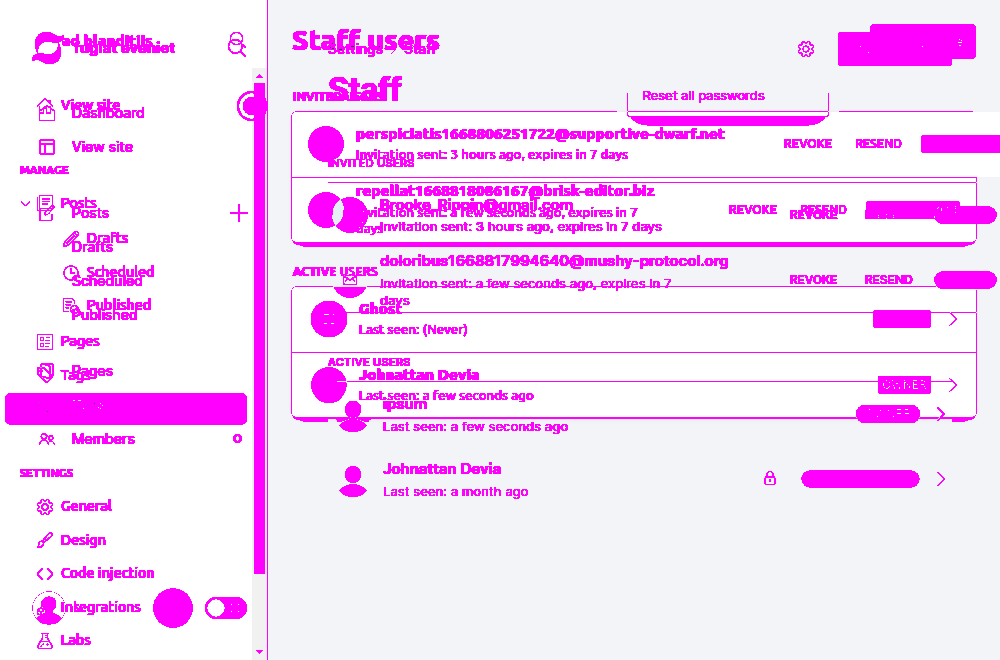 ad blanditiis
fugiat eveniet
View site
Dashboard
View site
MANAGE
Posts
Posts
Drafts
Drafts
Scheduled
Scheduled
Published
Published
Pages
Pages
Tags
Members
0
SETTINGS
General
Design
Code injection
Integrations
Labs
Staff users
Settings
Staff
Staff
Reset all passwords
perspiciatis1668806251722@supportive-dwarf.net
REVOKE RESEND
Invitation sent: 3 hours ago, expires in 7 days
INVITED USERS
repellat1668818086167@brisk-editor.biz
Brooke_Rippin@gmail.com
REVOKE RESEND
Invitation sent: a few seconds ago, expires in 7
days
REVOKE
Invitation sent: 3 hours ago, expires in 7 days
doloribus1668817994640@mushy-protocol.org
ACTIVE USERS
Invitation sent: a few seconds ago, expires in 7
days
REVOKE RESEND
Ghost
Last seen: (Never)
ACTIVE USERS
Johnattan Devia
OWNER
Last seen: a few seconds ago
ipsum
Last seen: a few seconds ago
Johnattan Devia
Last seen: a month ago